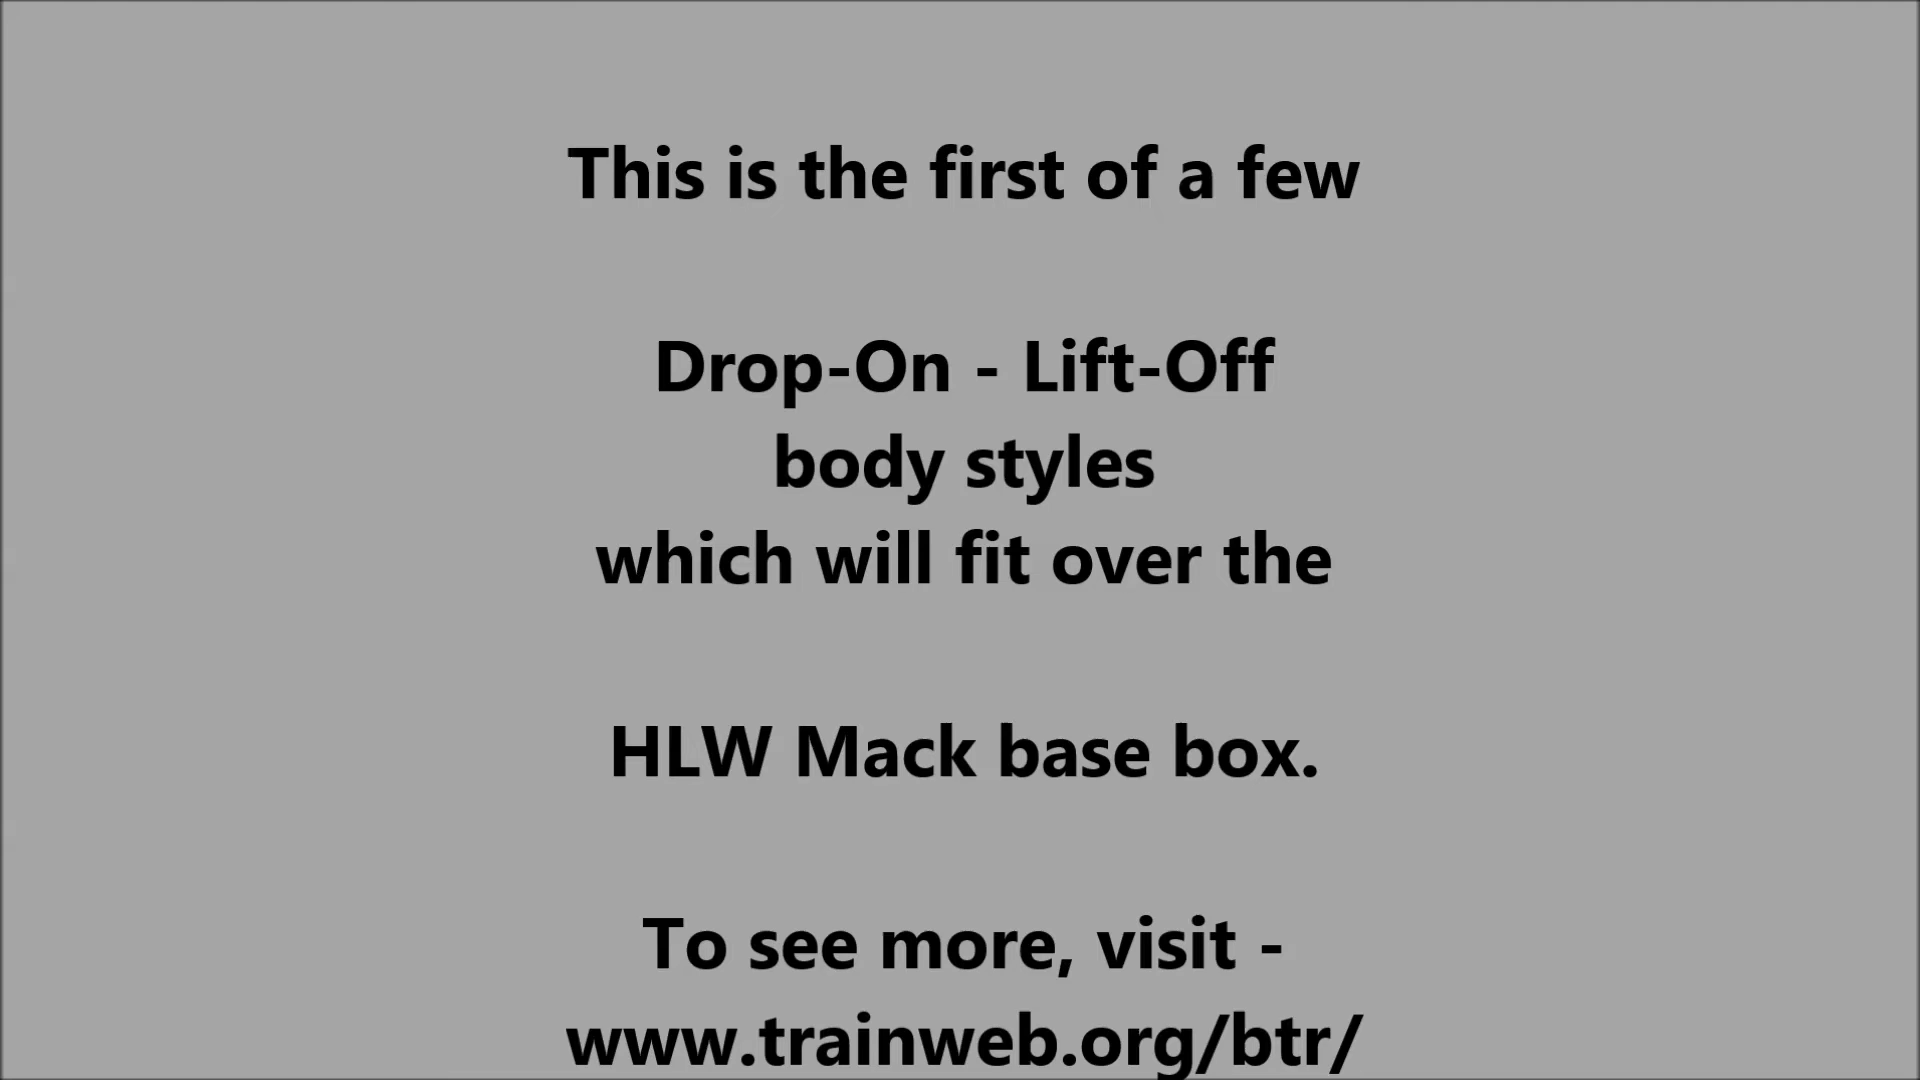 This is the first of a few
Drop-On - Lift-Off
body styles
which will fit over the
HLW Mack base box.
To see more, visit -
www.trainweb.org/btr/